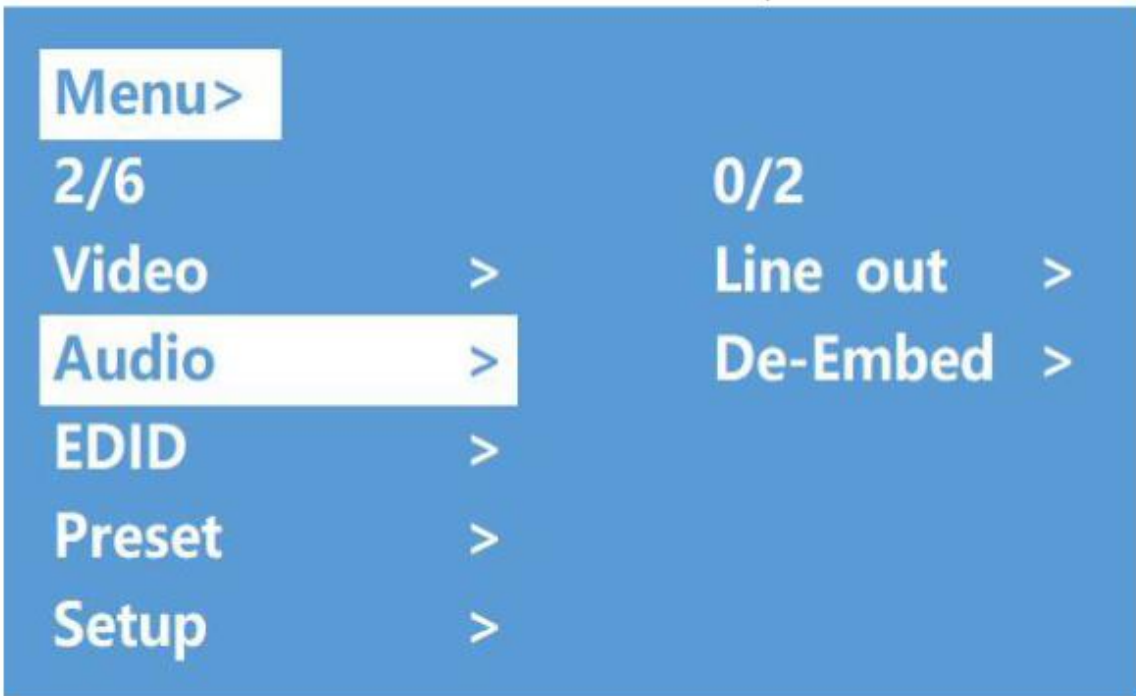 Menu>
2/6
0/2
Video >
Line out >
Audio >
De-Embed >
EDID >
Preset >
Setup >